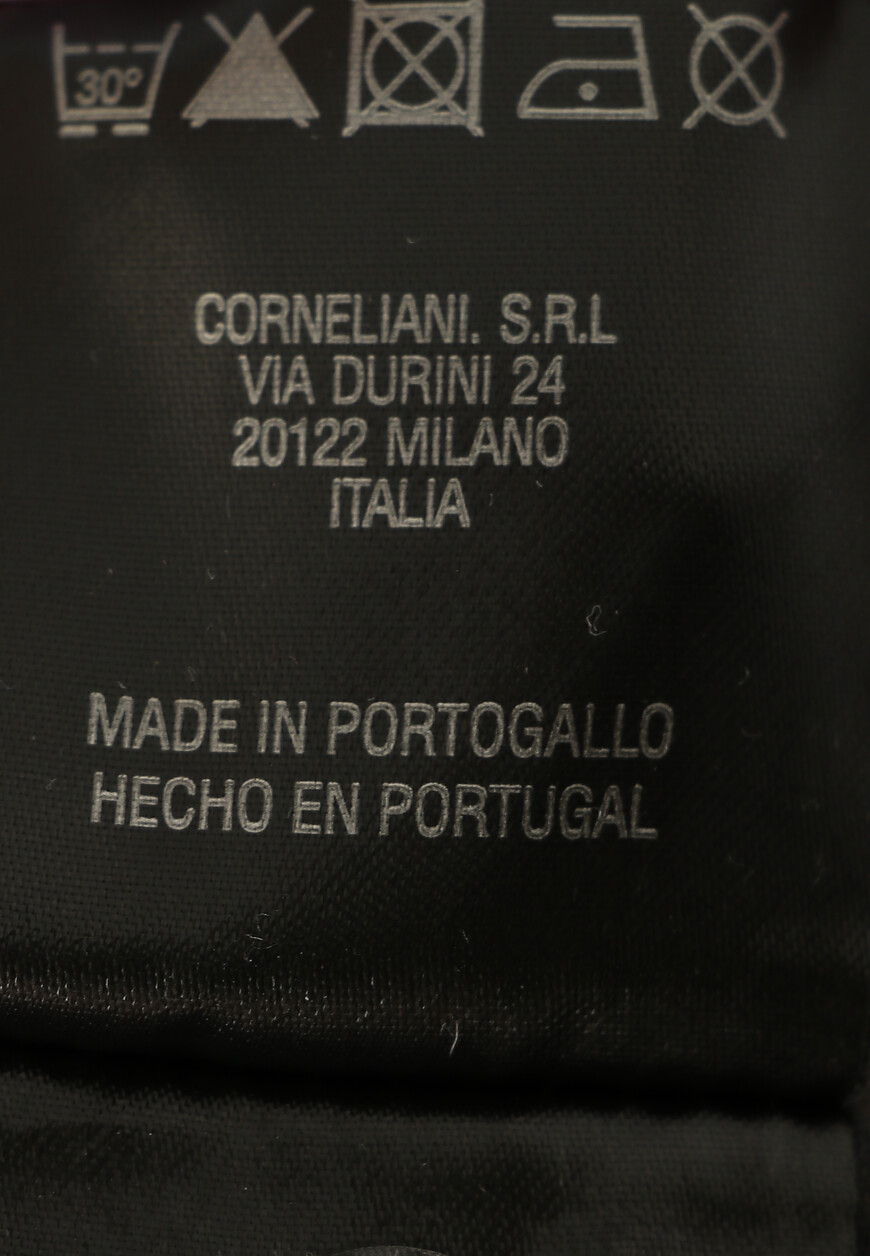 30°
CORNELIANI. S.R.L
VIA DURINI 24
20122 MILANO
ITALIA
MADE IN PORTOGALLO
HECHO EN PORTUGAL